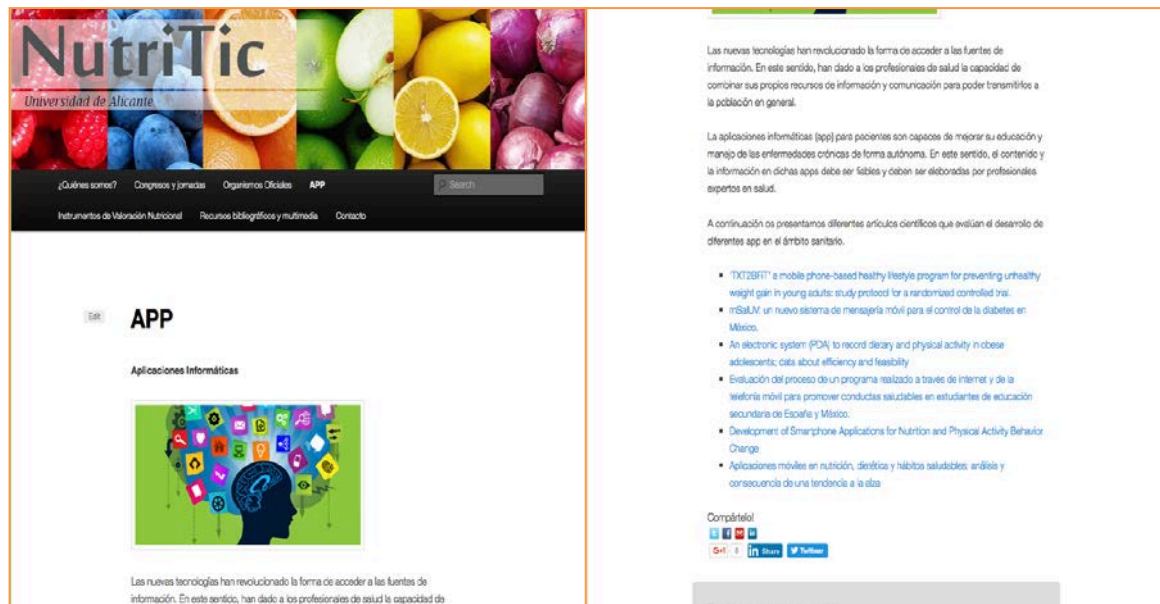 NutriTic
Universidad de Alicante
¿Quiénes somos? Congresos y jornadas Organismos Oficiales APP Search
Instrumentos de Valoración Nutricional Recursos bibliográficos y multimedia Contacto
Edit APP
Aplicaciones Informáticas
Las nuevas tecnologías han revolucionado la forma de acceder a las fuentes de
información. En este sentido, han dado a los profesionales de salud la capacidad de
Las nuevas tecnologías han revolucionado la forma de acceder a las fuentes de
información. En este sentido, han dado a los profesionales de salud la capacidad de
combinar sus propios recursos de información y comunicación para poder transmitirlos a
la población en general.
La aplicaciones informáticas (app) para pacientes son capaces de mejorar su educación y
manejo de las enfermedades crónicas de forma autónoma. En este sentido, el contenido y
la información en dichas apps debe ser fiables y deben ser elaboradas por profesionales
expertos en salud.
A continuación os presentamos diferentes artículos científicos que evalúan el desarrollo de
diferentes app en el ámbito sanitario.
'TXT2BFIT' a mobile phone-based healthy lifestyle program for preventing unhealthy
weight gain in young adults: study protocol for a randomized controlled trial.
mSalUV: un nuevo sistema de mensajería móvil para el control de la diabetes en
México.
An electronic system (PDA) to record dietary and physical activity in obese
adolescents; data about efficiency and feasibility
Evaluación del proceso de un programa realizado a través de internet y de la
telefonía móvil para promover conductas saludables en estudiantes de educación
secundaria de España y México.
Development of Smartphone Applications for Nutrition and Physical Activity Behavior
Change
Aplicaciones móviles en nutrición, dietética y hábitos saludables; análisis y
consecuencia de una tendencia a la alza
Compártelo!
G+1 in Share Twittear